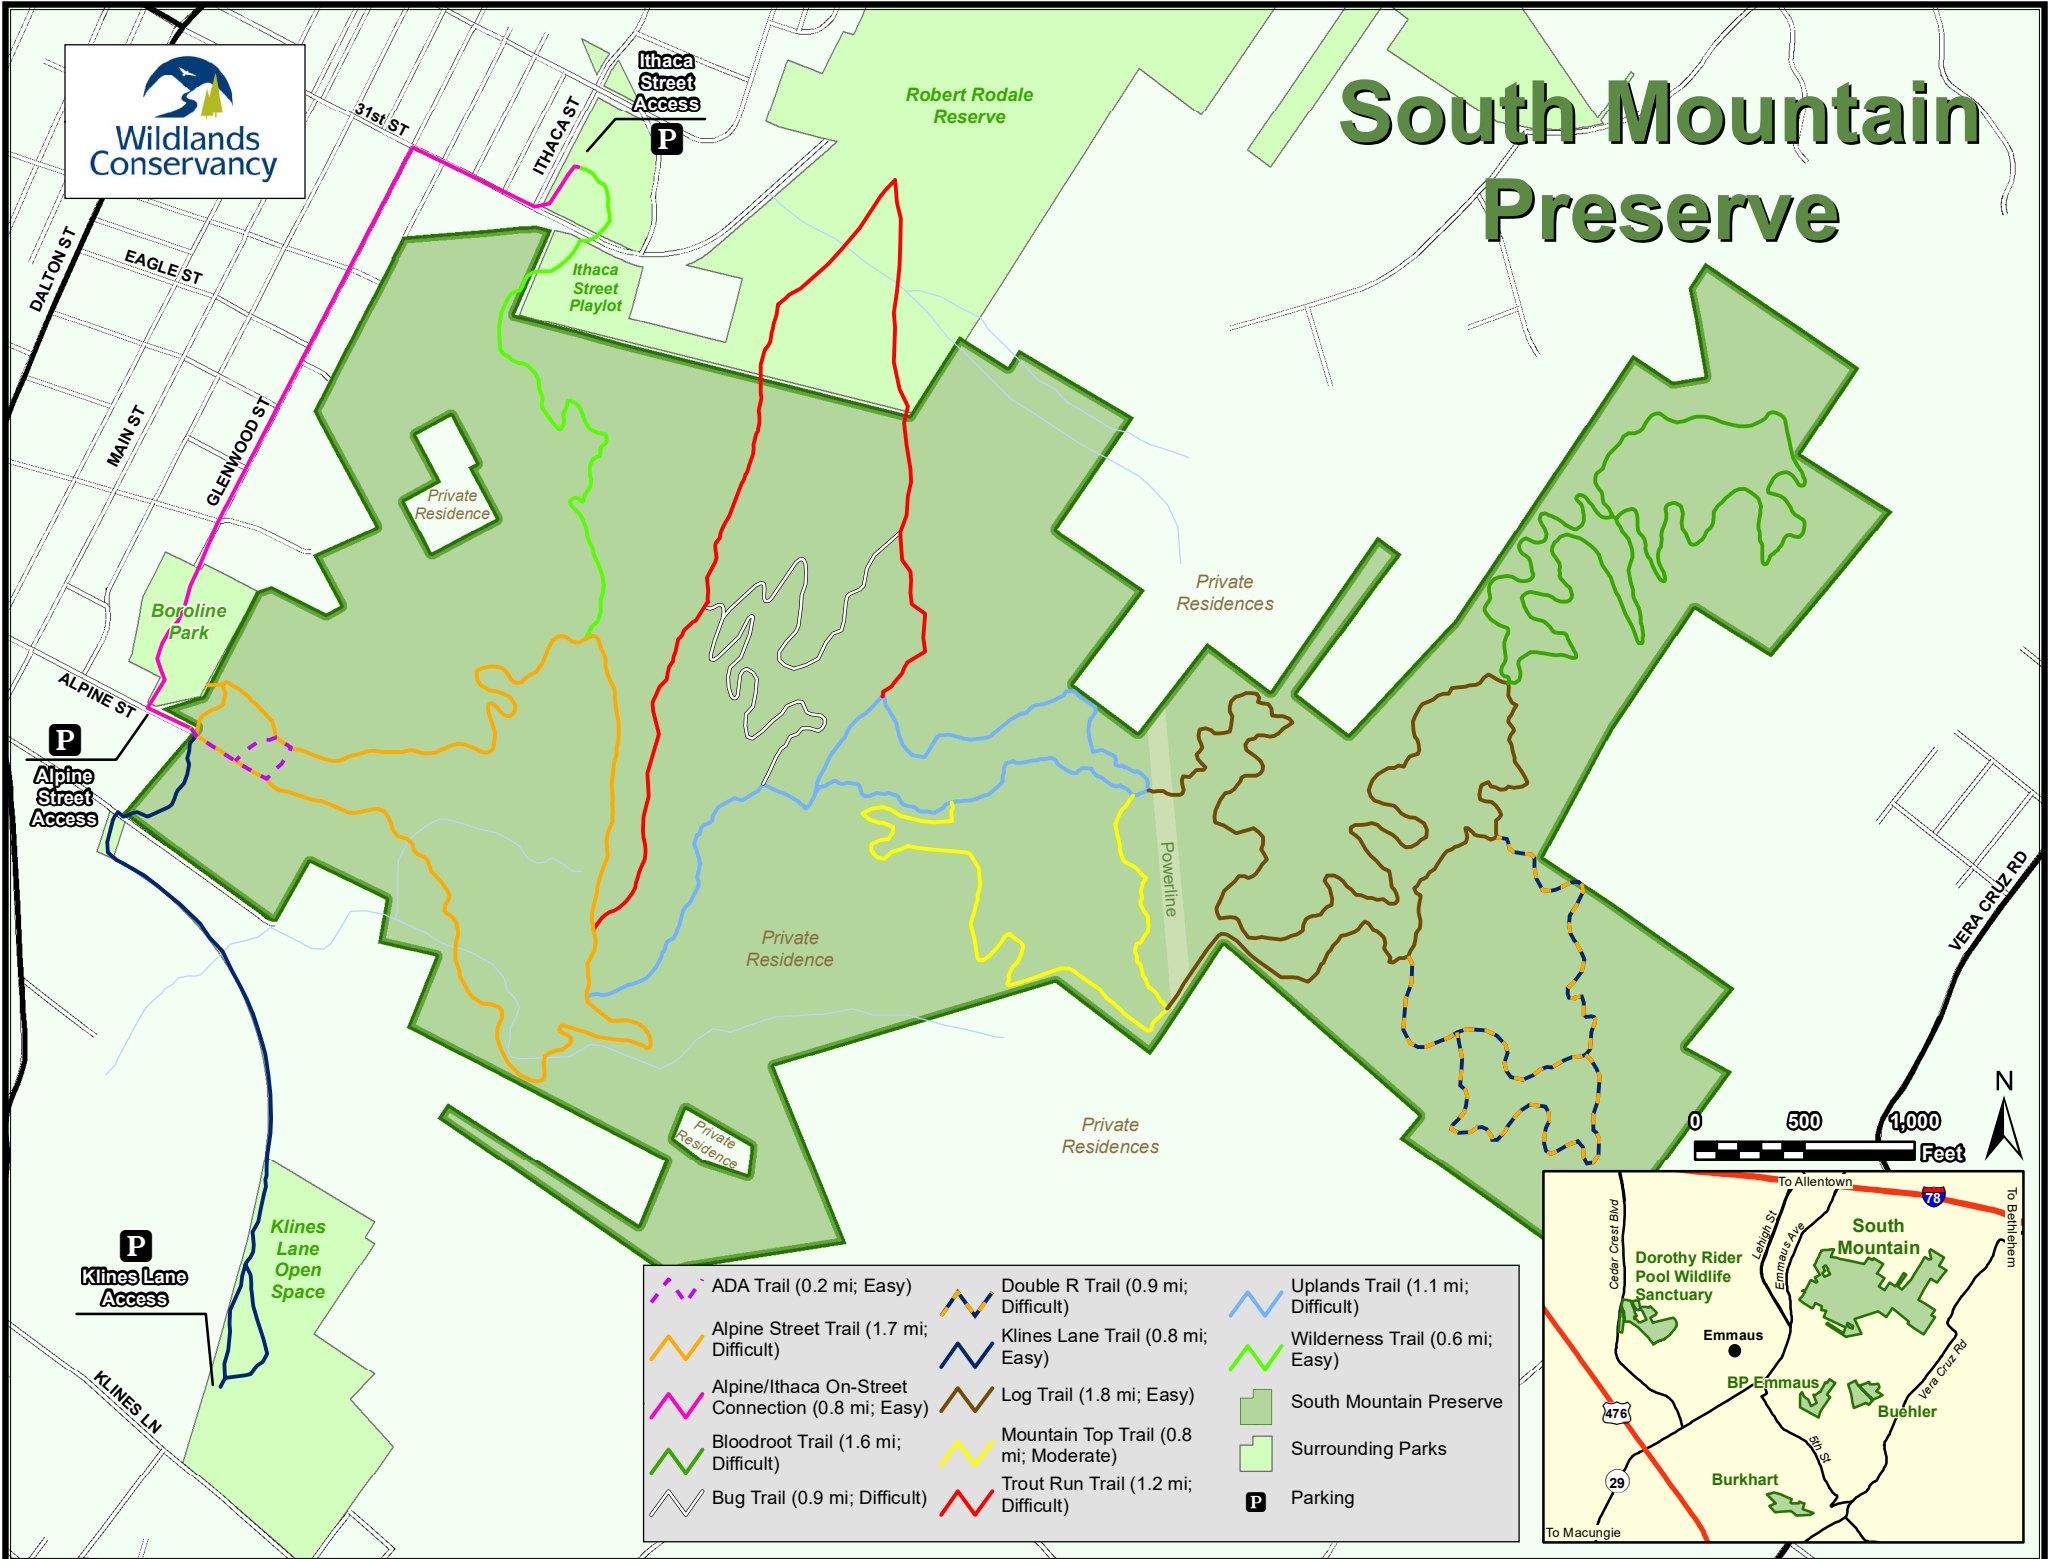 South Mountain
Preserve
Wildlands
Conservancy
Ithaca
Street
Access
P
Robert Rodale
Reserve
31st ST
ITHACA ST
DALTON ST
EAGLE ST
Ithaca
Street
Playlot
MAIN ST
GLENWOOD ST
Private
Residence
Private
Residences
Boroline
Park
ALPINE ST
P
Alpine
Street
Access
Powerline
VERA CRUZ RD
Private
Residence
Private
Residences
Private
Residence
N
0 500 1,000
Feet
P
Klines Lane
Access
Klines
Lane
Open
Space
KLINES LN
ADA Trail (0.2 mi; Easy)
Alpine Street Trail (1.7 mi;
Difficult)
Alpine/Ithaca On-Street
Connection (0.8 mi; Easy)
Bloodroot Trail (1.6 mi;
Difficult)
Bug Trail (0.9 mi; Difficult)
Double R Trail (0.9 mi;
Difficult)
Klines Lane Trail (0.8 mi;
Easy)
Log Trail (1.8 mi; Easy)
Mountain Top Trail (0.8
mi; Moderate)
Trout Run Trail (1.2 mi;
Difficult)
Uplands Trail (1.1 mi;
Difficult)
Wilderness Trail (0.6 mi;
Easy)
South Mountain Preserve
Surrounding Parks
P Parking
To Allentown
78
To Bethlehem
Cedar Crest Blvd
Lehigh St
Emmaus Ave
South
Mountain
Dorothy Rider
Pool Wildlife
Sanctuary
Emmaus
BP Emmaus
Buehler
Vera Cruz Rd
476
5th St
29
Burkhart
To Macungie